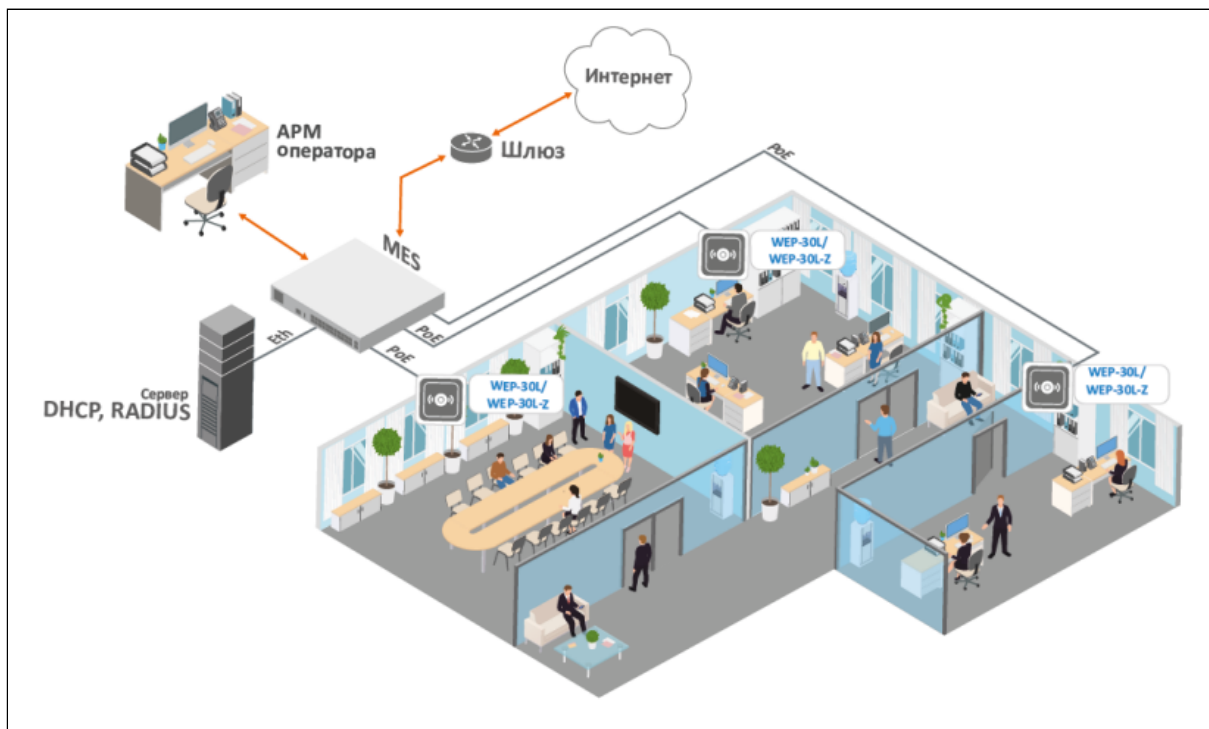 Интернет
АРМ
оператора
Шлюз
PoE
MES
WEP-30L/
WEP-30L-Z
Eth
PoE
PoE
WEP-30L/
WEP-30L-Z
WEP-30L/
WEP-30L-Z
Сервер
DHCP, RADIUS